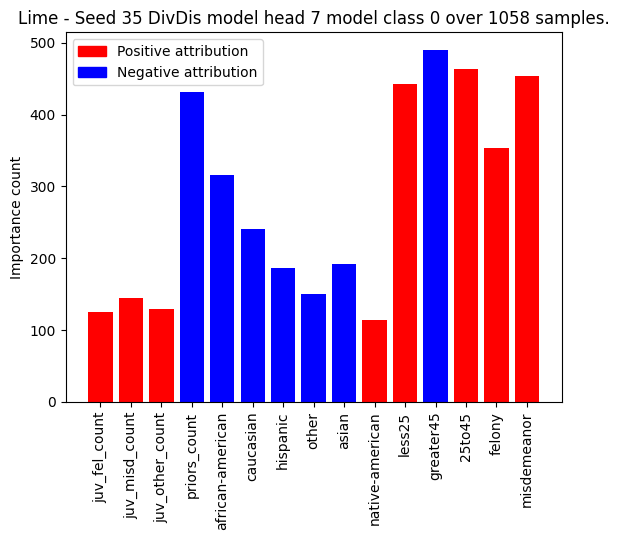 Lime - Seed 35 DivDis model head 7 model class 0 over 1058 samples.
Positive attribution
Negative attribution
Importance count
500
400
300
200
100
0
juv_fel_count
juv_misd_count
juv_other_count
priors_count
african-american
caucasian
hispanic
other
asian
native-american
less25
greater45
25to45
felony
misdemeanor